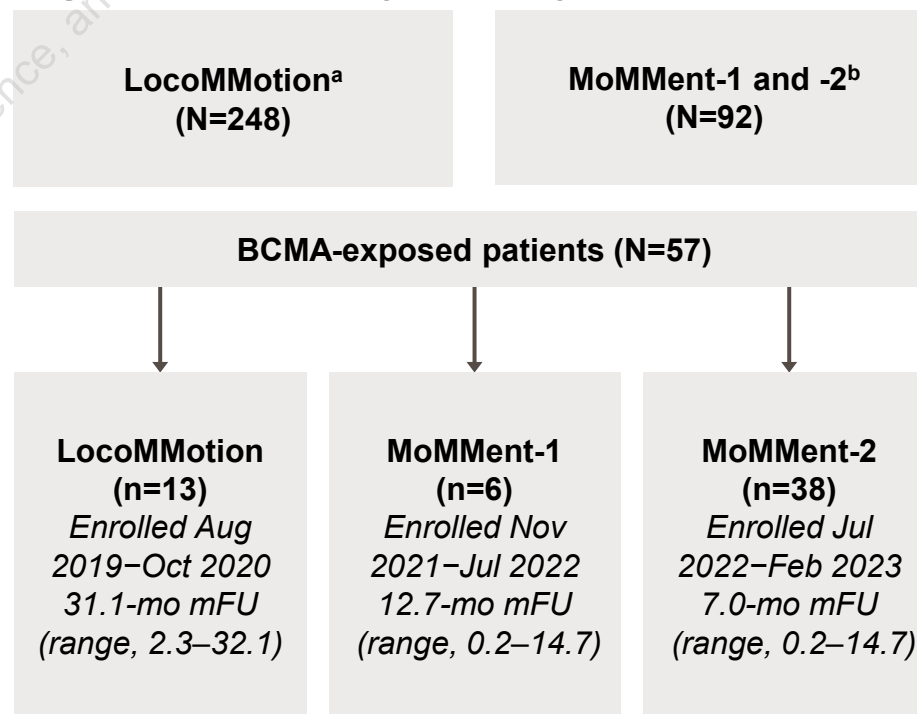 ence, an
LocoMMotionᵃ
(N=248)
MoMMent-1 and -2ᵇ
(N=92)
BCMA-exposed patients (N=57)
LocoMMotion
(n=13)
Enrolled Aug
2019–Oct 2020
31.1-mo mFU
(range, 2.3–32.1)
MoMMent-1
(n=6)
Enrolled Nov
2021–Jul 2022
12.7-mo mFU
(range, 0.2–14.7)
MoMMent-2
(n=38)
Enrolled Jul
2022–Feb 2023
7.0-mo mFU
(range, 0.2–14.7)